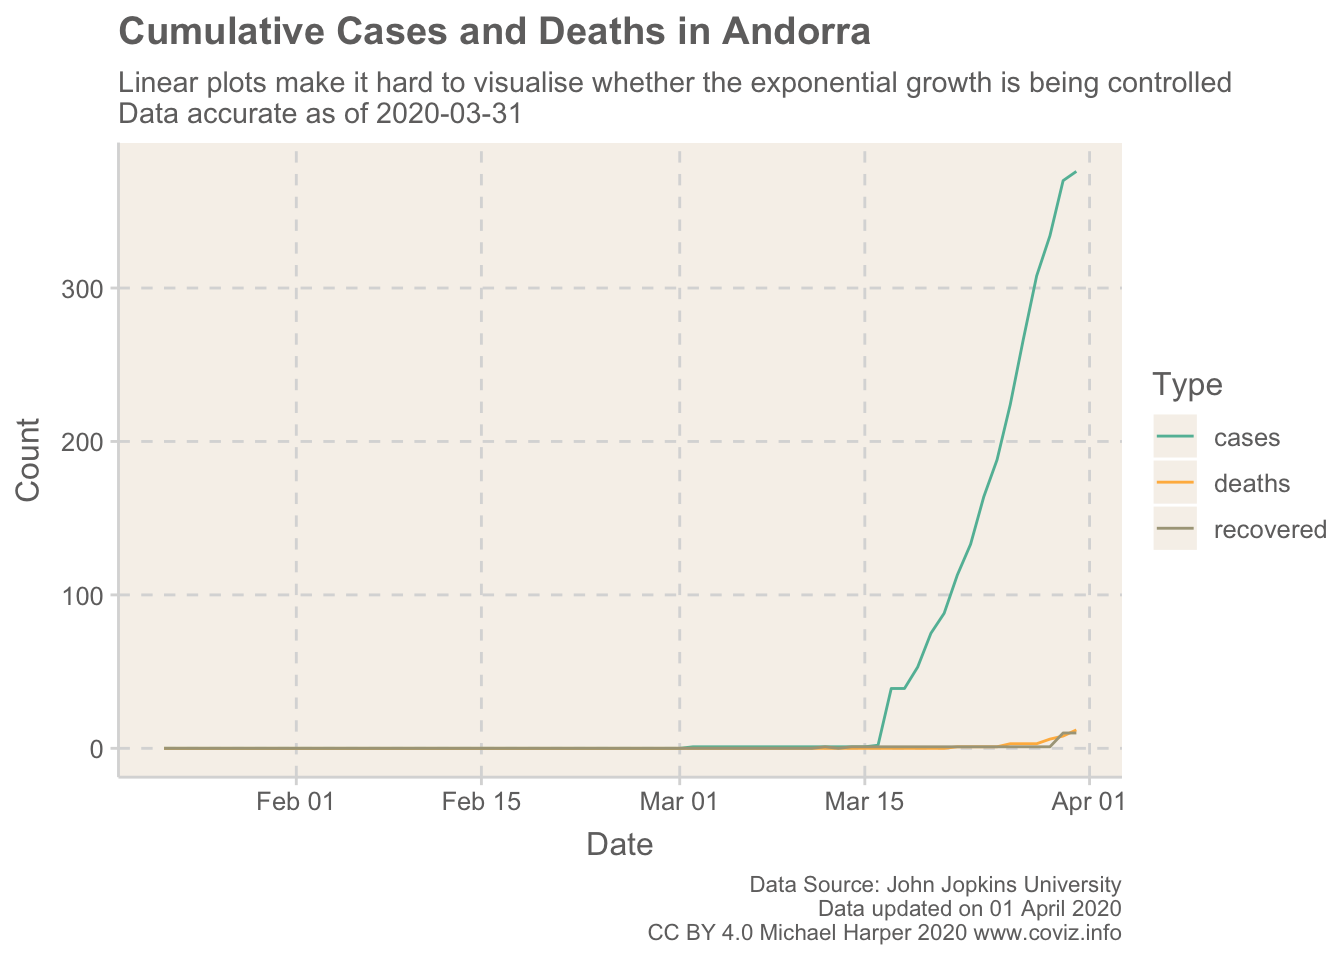 Cumulative Cases and Deaths in Andorra
Linear plots make it hard to visualise whether the exponential growth is being controlled
Data accurate as of 2020-03-31
Count
300
200
100
0
Feb 01
Feb 15
Mar 01
Mar 15
Apr 01
Date
Type
cases
deaths
recovered
Data Source: John Jopkins University
Data updated on 01 April 2020
CC BY 4.0 Michael Harper 2020 www.coviz.info